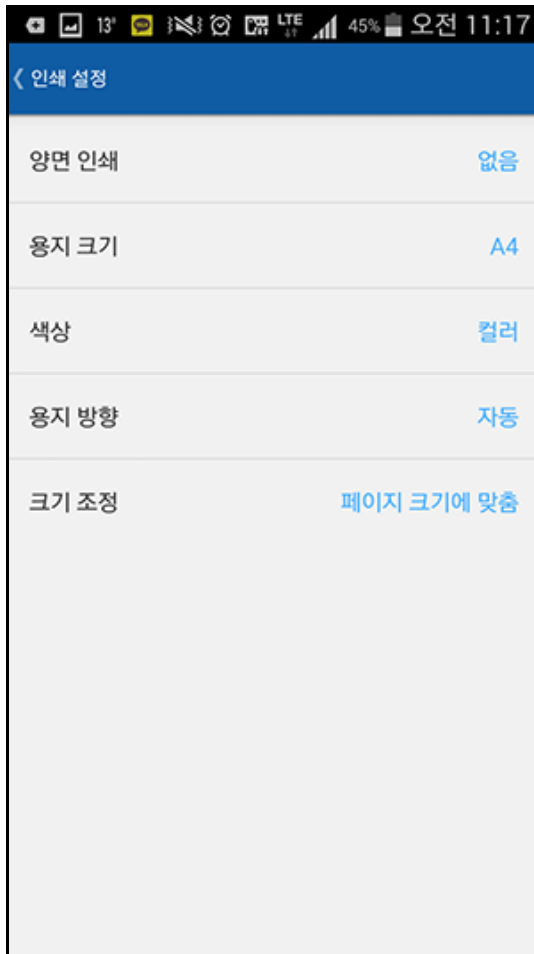 13° LTE 45% 오전 11:17
인쇄 설정
양면 인쇄 없음
용지 크기 A4
색상 컬러
용지 방향 자동
크기 조정 페이지 크기에 맞춤